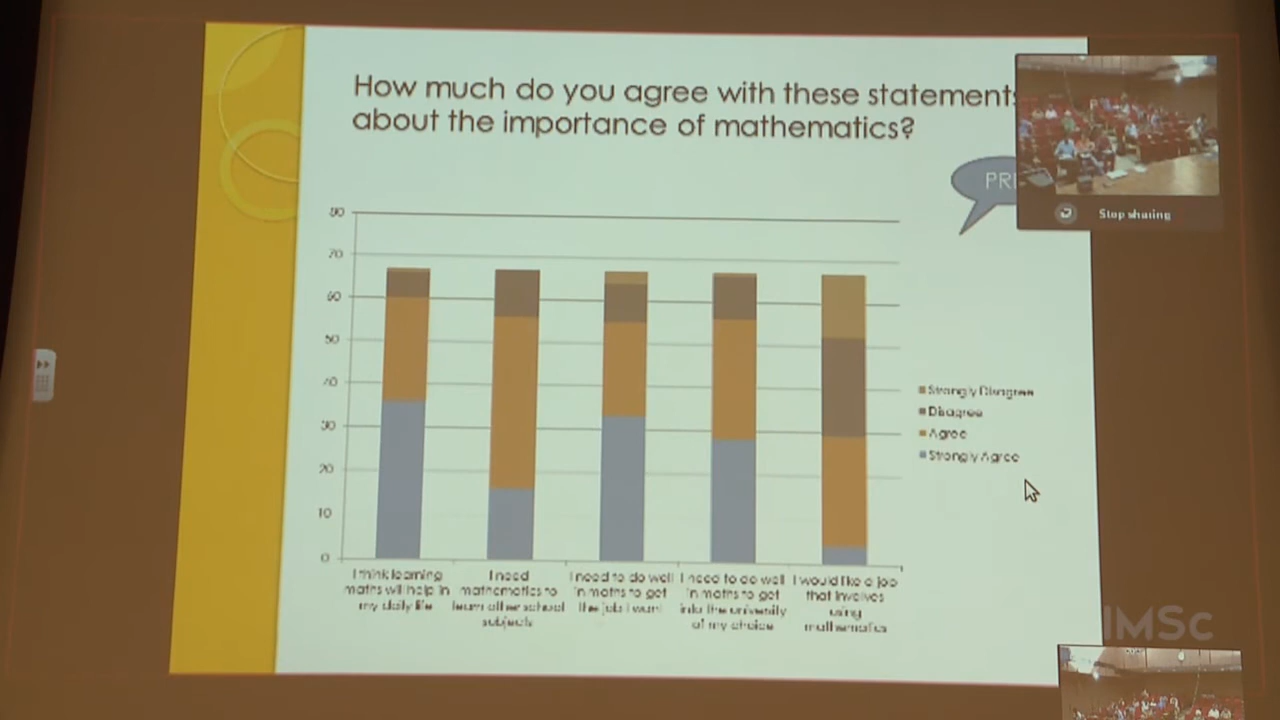 How much do you agree with these statements
about the importance of mathematics?
PRE
Stop sharing
80
70
60
50
40
30
20
10
0
Strongly Disagree
Disagree
Agree
Strongly Agree
I think learning
maths will help in
my daily life
I need
mathematics to
learn other school
subjects
I need to do well
in maths to get
the job I want
I need to do well
in maths to get
into the university
of my choice
I would like a job
that involves
using
mathematics
IMSc